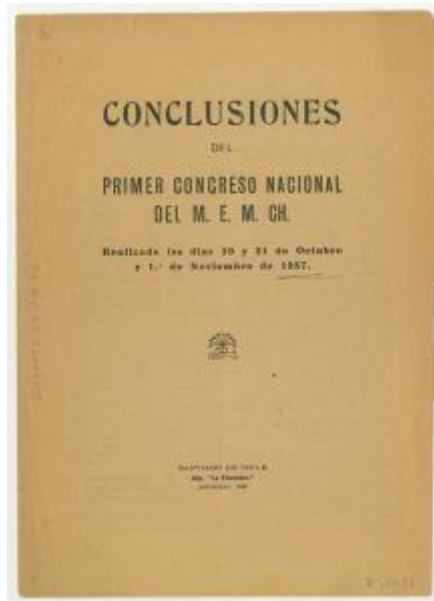 CONCLUSIONES
DEL
PRIMER CONGRESO NACIONAL
DEL M. E. M. CH.
Realizado los días 30 y 31 de Octubre
y 1.º de Noviembre de 1937.
SANTIAGO DE CHILE
Imp.